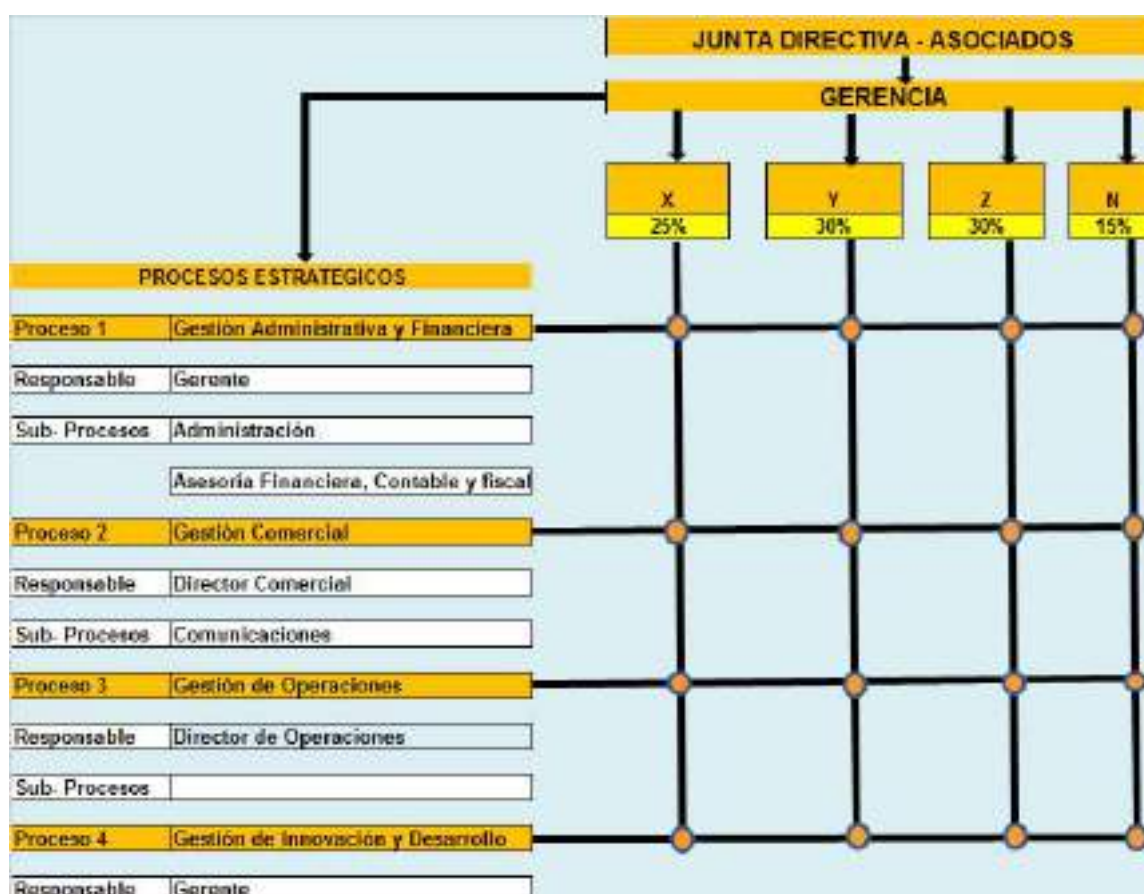 JUNTA DIRECTIVA - ASOCIADOS
GERENCIA
X Y Z N
25% 30% 30% 15%
PROCESOS ESTRATEGICOS
Proceso 1 Gestión Administrativa y Financiera
Responsable Gerente
Sub- Procesos Administración
Asesoría Financiera, Contable y fiscal
Proceso 2 Gestión Comercial
Responsable Director Comercial
Sub- Procesos Comunicaciones
Proceso 3 Gestión de Operaciones
Responsable Director de Operaciones
Sub- Procesos
Proceso 4 Gestión de Innovación y Desarrollo
Responsable Gerente